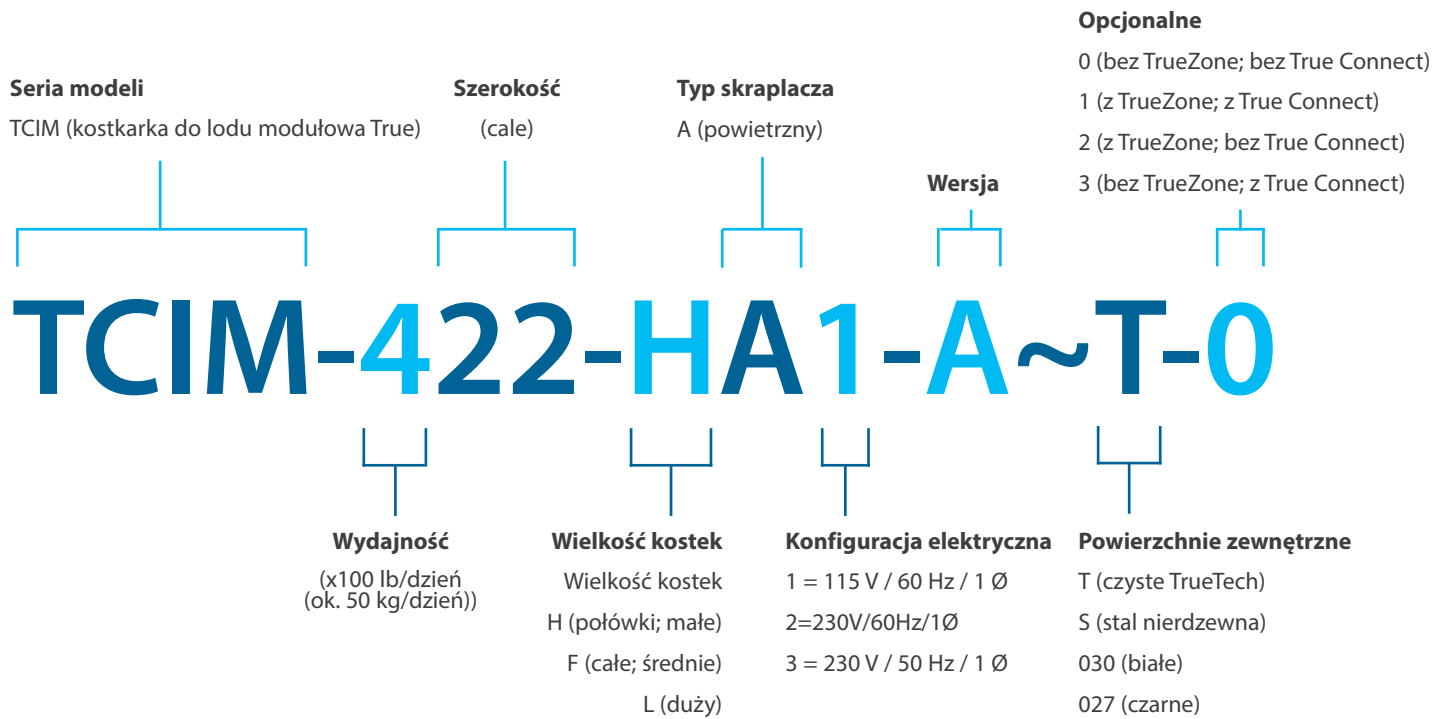 Seria modeli
TCIM (kostkarka do lodu modułowa True)
Szerokość
(cale)
Typ skraplacza
A (powietrzny)
Wersja
Opcjonalne
0 (bez TrueZone; bez True Connect)
1 (z TrueZone; z True Connect)
2 (z TrueZone; bez True Connect)
3 (bez TrueZone; z True Connect)
TCIM-422-HA1-A~T-0
Wydajność
(x100 lb/dzień
(ok. 50 kg/dzień))
Wielkość kostek
Wielkość kostek
H (połówki; małe)
F (całe; średnie)
L (duży)
Konfiguracja elektryczna
1 = 115 V / 60 Hz / 1 Ø
2=230V/60Hz/1Ø
3 = 230 V / 50 Hz / 1 Ø
Powierzchnie zewnętrzne
T (czyste TrueTech)
S (stal nierdzewna)
030 (białe)
027 (czarne)